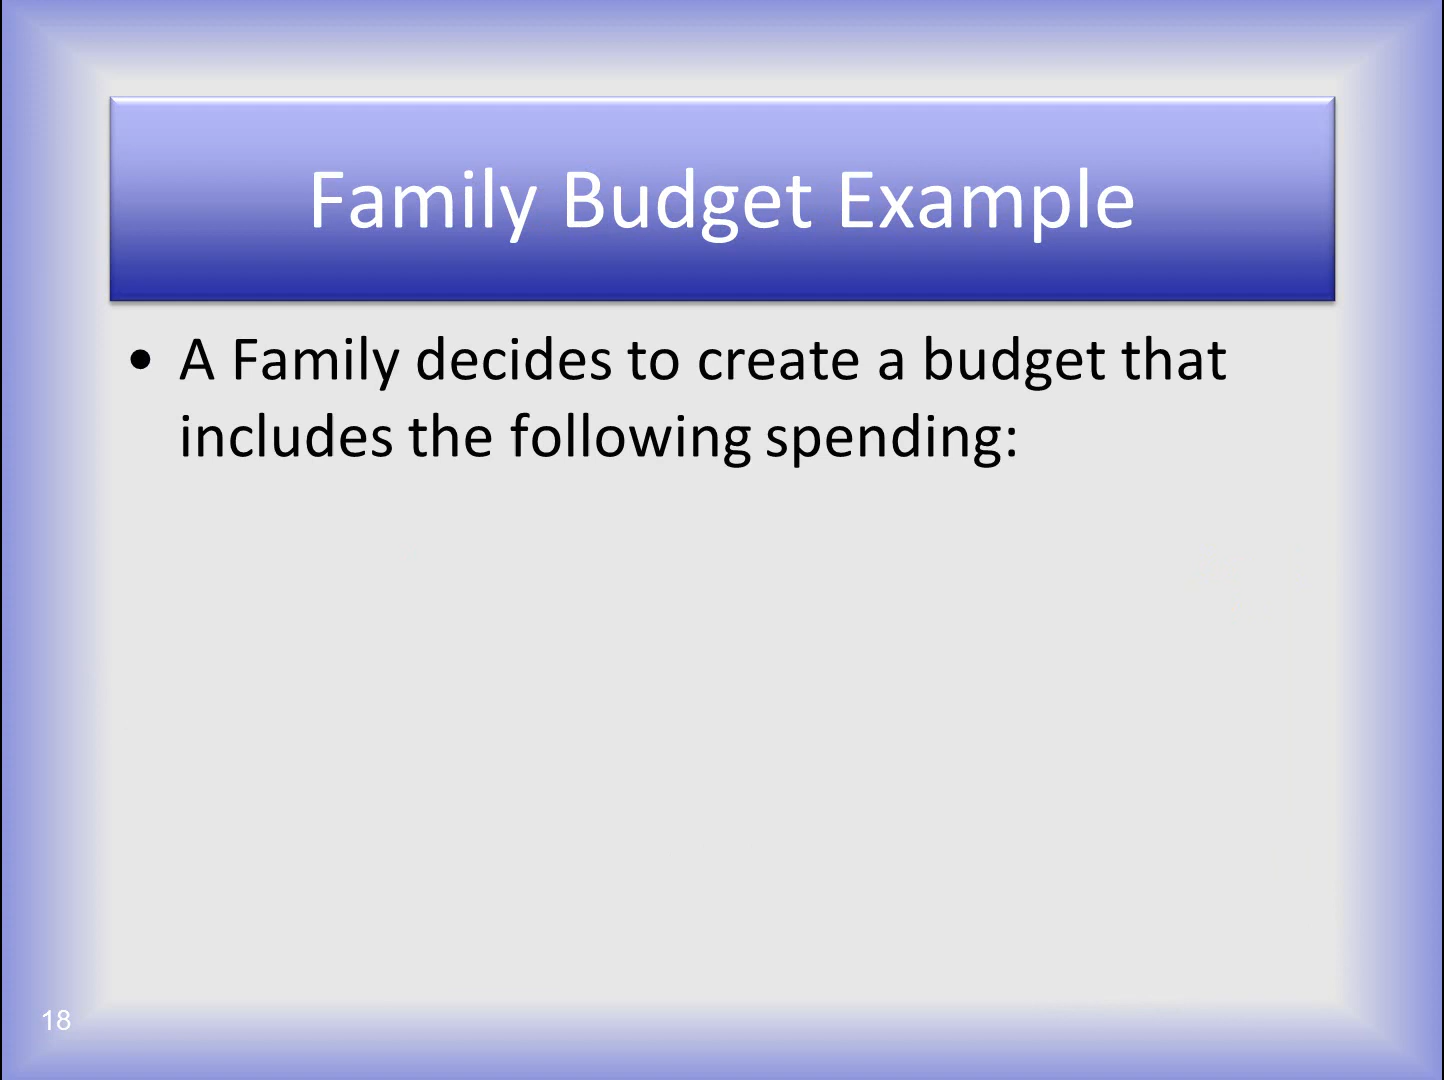 Family Budget Example
• A Family decides to create a budget that
includes the following spending:
18